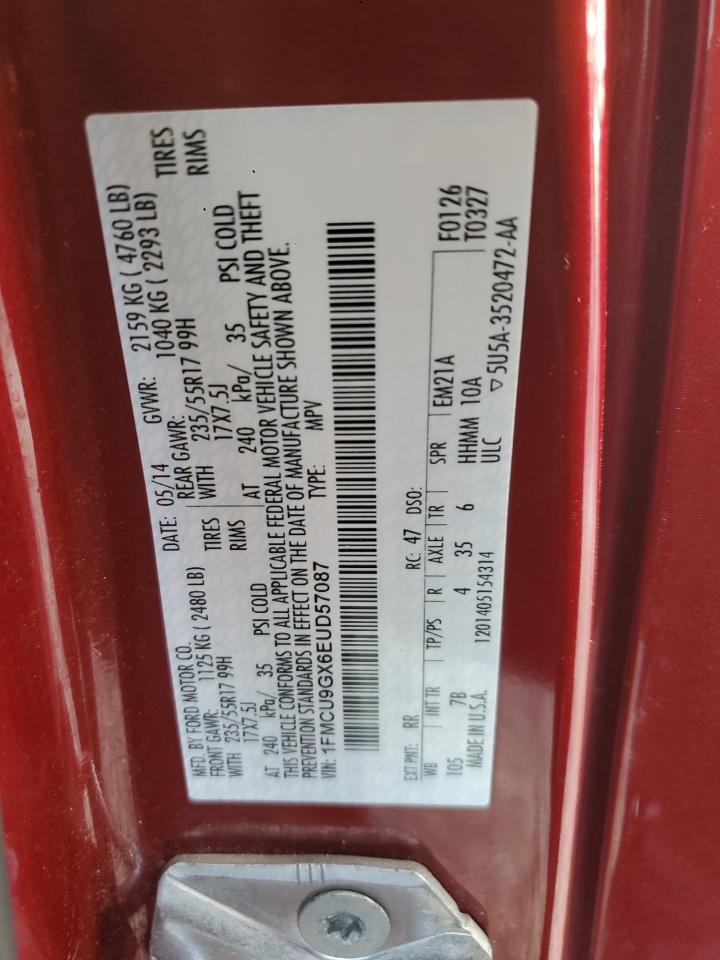 MFD. BY FORD MOTOR CO. DATE: 05/14 GVWR: 2159 KG ( 4760 LB)
FRONT GAWR: 1125 KG ( 2480 LB) REAR GAWR: 1040 KG ( 2293 LB)
WITH 235/55R17 99H TIRES WITH 235/55R17 99H TIRES
17X7.5J RIMS 17X7.5J RIMS
AT 240 kPa/ 35 PSI COLD AT 240 kPa/ 35 PSI COLD
THIS VEHICLE CONFORMS TO ALL APPLICABLE FEDERAL MOTOR VEHICLE SAFETY AND THEFT
PREVENTION STANDARDS IN EFFECT ON THE DATE OF MANUFACTURE SHOWN ABOVE.
VIN: 1FMCU9GX6EUD57087 TYPE: MPV
EXT PNT: RR RC: 47 DSO: F0126
WB INT TR TP/PS R AXLE TR SPR EM21A T0327
105 7B 4 35 6 HHMM 10A
MADE IN U.S.A. 1201405154314 ULC ▽5U5A-3520472-AA